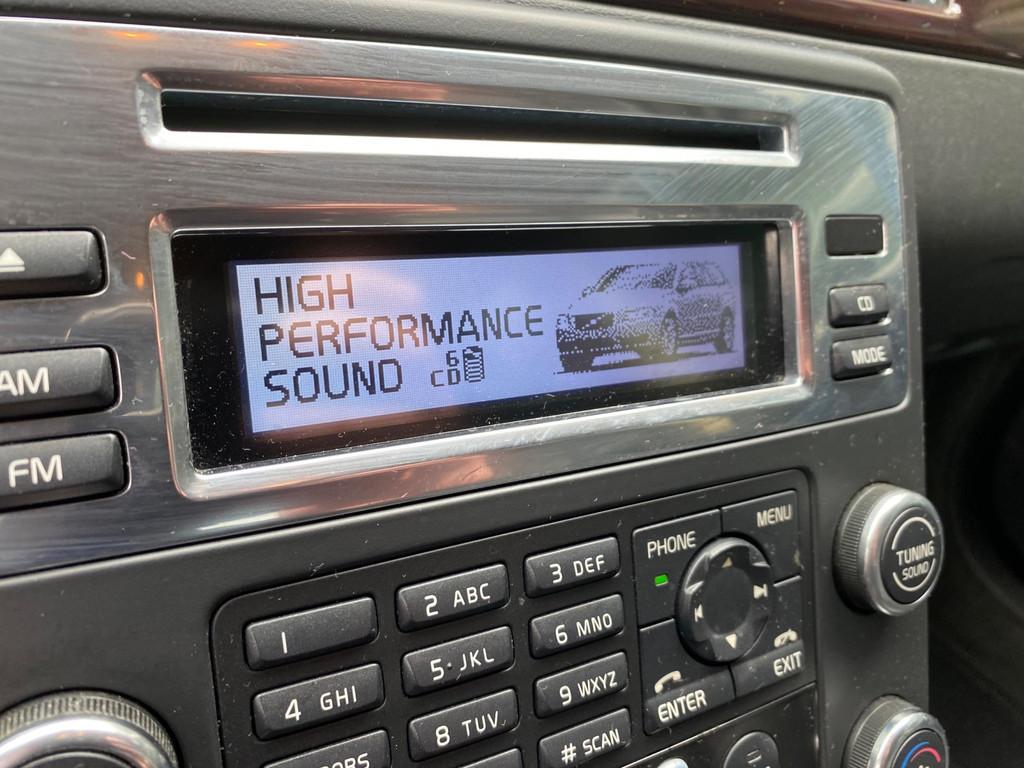 HIGH
PERFORMANCE
SOUND
6
CD
CD
MODE
AM
FM
PHONE
MENU
TUNING
SOUND
1
2 ABC
3 DEF
4 GHI
5 JKL
6 MNO
8 TUV
9 WXYZ
# SCAN
ENTER
EXIT